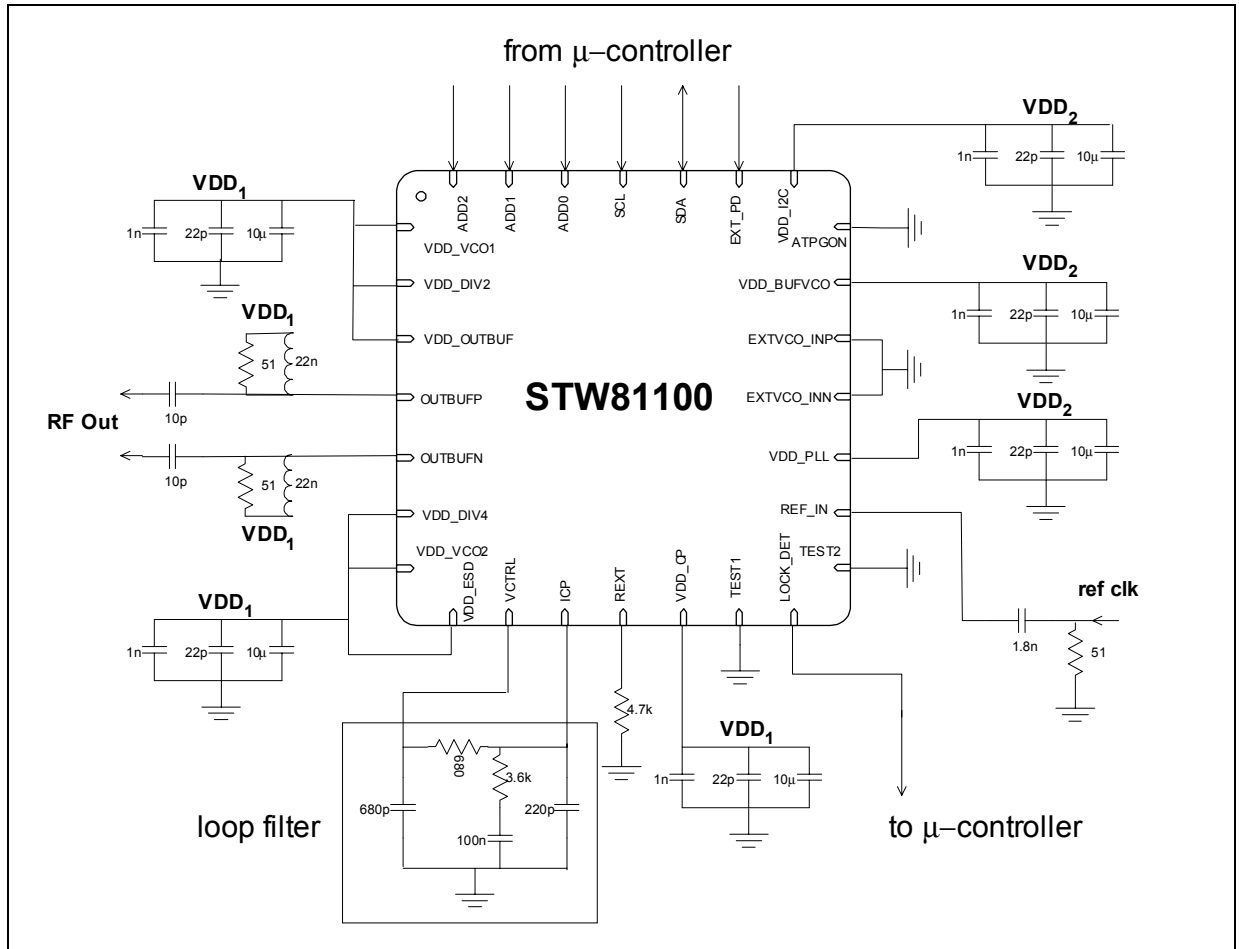 from μ–controller
VDD2
1n 22p 10μ
VDD1
1n 22p 10μ
ADD2
ADD1
ADD0
SCL
SDA
EXT_PD
VDD_I2C
ATPGON
VDD_VCO1
VDD_DIV2
VDD_BUFVCO
VDD2
1n 22p 10μ
VDD1
51 22n
VDD_OUTBUF
EXTVCO_INP
STW81100
OUTBUFP
EXTVCO_INN
10p
RF Out
VDD2
1n 22p 10μ
OUTBUFN
VDD_PLL
10p
51 22n
VDD1
VDD_DIV4
REF_IN
VDD_VCO2
TEST2
VDD_ESD
VCTRL
ICP
REXT
VDD_CP
TEST1
LOCK_DET
VDD1
1n 22p 10μ
ref clk
1.8n
51
4.7k
VDD1
1n 22p 10μ
680
3.6k
680p
220p
100n
loop filter
to μ–controller